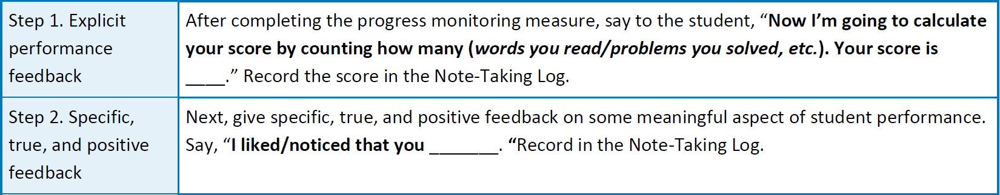 Step 1. Explicit
performance
feedback
After completing the progress monitoring measure, say to the student, “Now I’m going to calculate
your score by counting how many (words you read/problems you solved, etc.). Your score is
____.” Record the score in the Note-Taking Log.
Step 2. Specific,
true, and positive
feedback
Next, give specific, true, and positive feedback on some meaningful aspect of student performance.
Say, “I liked/noticed that you _______. “Record in the Note-Taking Log.